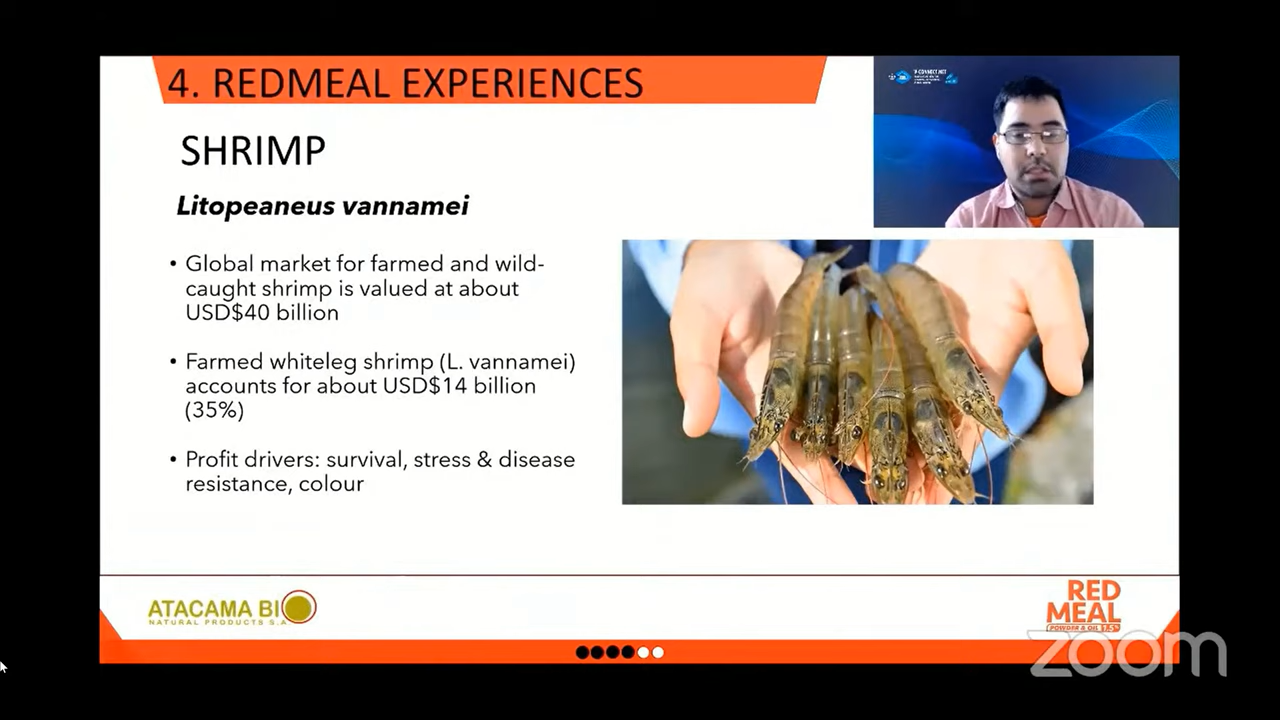 4. REDMEAL EXPERIENCES
SHRIMP
Litopeaneus vannamei
• Global market for farmed and wild-
caught shrimp is valued at about
USD$40 billion
• Farmed whiteleg shrimp (L. vannamei)
accounts for about USD$14 billion
(35%)
• Profit drivers: survival, stress & disease
resistance, colour
ATACAMA BIO
NATURAL PRODUCTS S.A
RED
MEAL
POWDER & OIL 1.5%
zoom